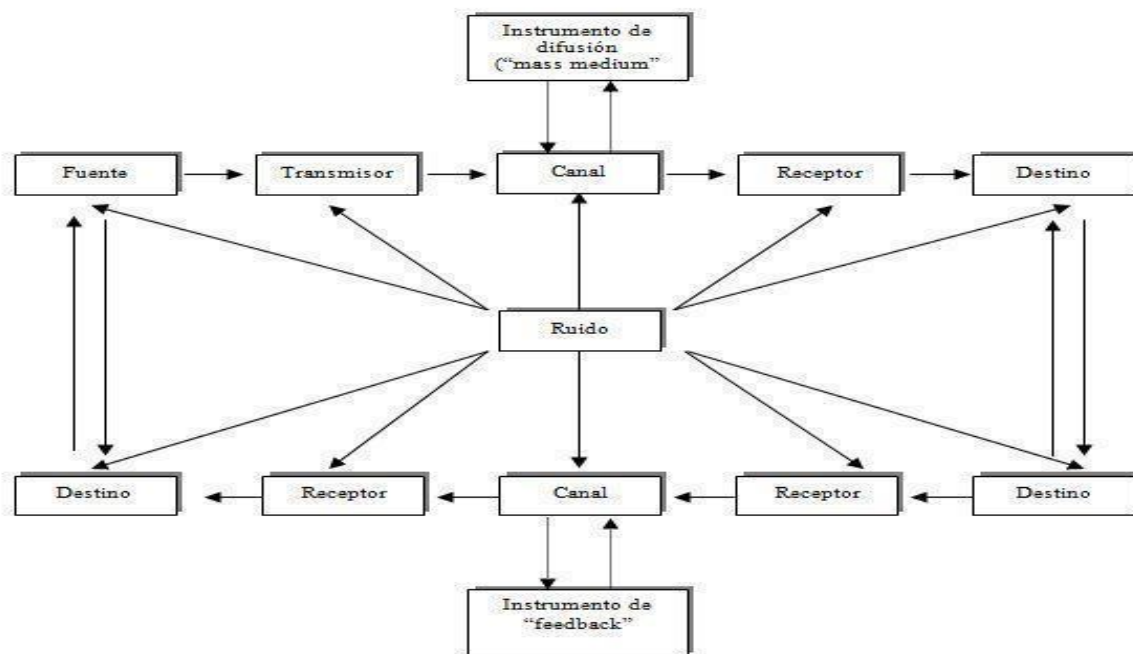 Instrumento de
difusión
(“mass medium”
Fuente
Transmisor
Canal
Receptor
Destino
Ruido
Destino
Receptor
Canal
Receptor
Destino
Instrumento de
“feedback”